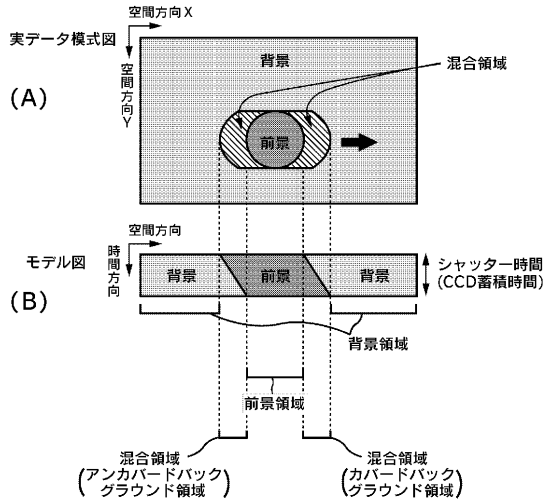 空間方向X
実データ模式図
空間方向Y
背景
混合領域
(A)
前景
空間方向
モデル図
時間方向
背景
前景
背景
シャッター時間
(CCD蓄積時間)
(B)
背景領域
前景領域
混合領域
(アンカバードバック
グラウンド領域)
混合領域
(カバードバック
グラウンド領域)